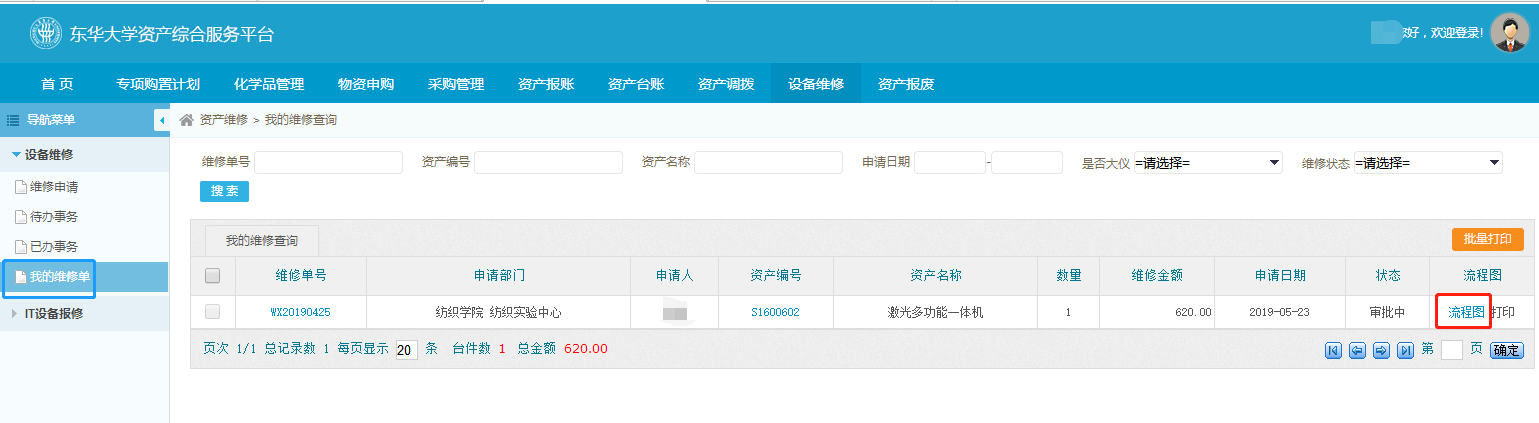 东华大学资产综合服务平台
您好，欢迎登录!
首 页 专项购置计划 化学品管理 物资申购 采购管理 资产报账 资产台账 资产调拨 设备维修 资产报废
导航菜单
资产维修 > 我的维修查询
设备维修
维修申请
待办事务
已办事务
我的维修单
IT设备报修
维修单号 资产编号 资产名称 申请日期 - 是否大仪 =请选择= 维修状态 =请选择=
搜 索
我的维修查询 批量打印
维修单号 申请部门 申请人 资产编号 资产名称 数量 维修金额 申请日期 状态 流程图
WX20190425 纺织学院 纺织实验中心 S1600602 激光多功能一体机 1 620.00 2019-05-23 审批中 流程图 打印
页次 1/1 总记录数 1 每页显示 20 条 台件数 1 总金额 620.00 第 页 确定